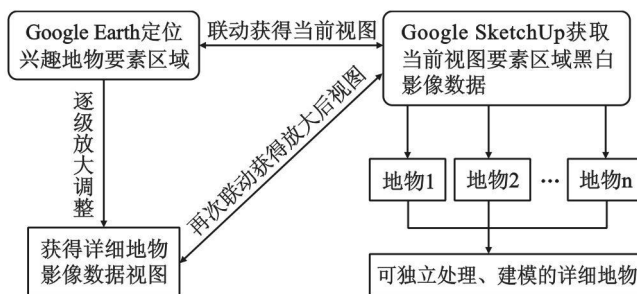 Google Earth定位
兴趣地物要素区域
联动获得当前视图
Google SketchUp获取
当前视图要素区域黑白
影像数据
逐级放大调整
再次联动获得放大后视图
地物1
地物2
…
地物n
获得详细地物
影像数据视图
可独立处理、建模的详细地物